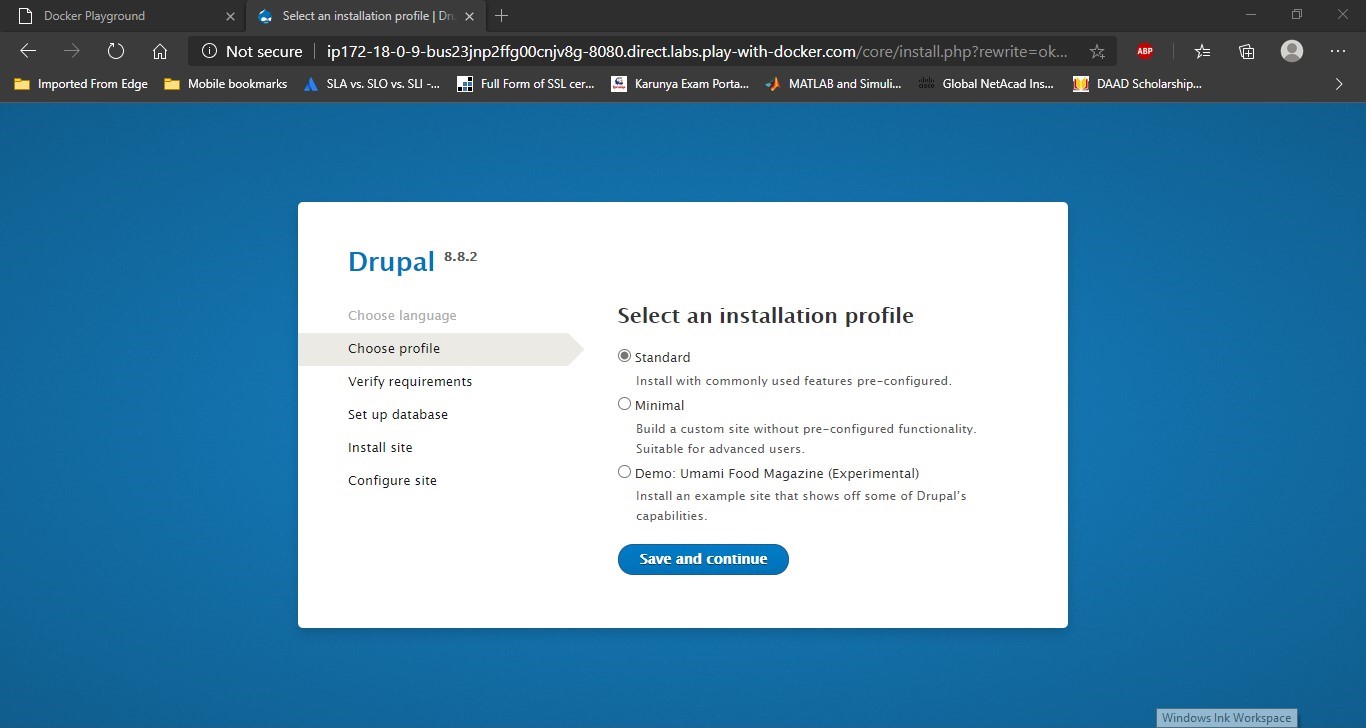 Docker Playground
Select an installation profile | Dru
Not secure
ip172-18-0-9-bus23jnp2ffg00cnjv8g-8080.direct.labs.play-with-docker.com/core/install.php?rewrite=ok...
ABP
Imported From Edge
Mobile bookmarks
SLA vs. SLO vs. SLI -...
Full Form of SSL cer...
Karunya Exam Porta...
MATLAB and Simuli...
Global NetAcad Ins...
DAAD Scholarship...
Drupal 8.8.2
Choose language
Choose profile
Verify requirements
Set up database
Install site
Configure site
Select an installation profile
Standard
Install with commonly used features pre-configured.
Minimal
Build a custom site without pre-configured functionality.
Suitable for advanced users.
Demo: Umami Food Magazine (Experimental)
Install an example site that shows off some of Drupal's
capabilities.
Save and continue
Windows Ink Workspace